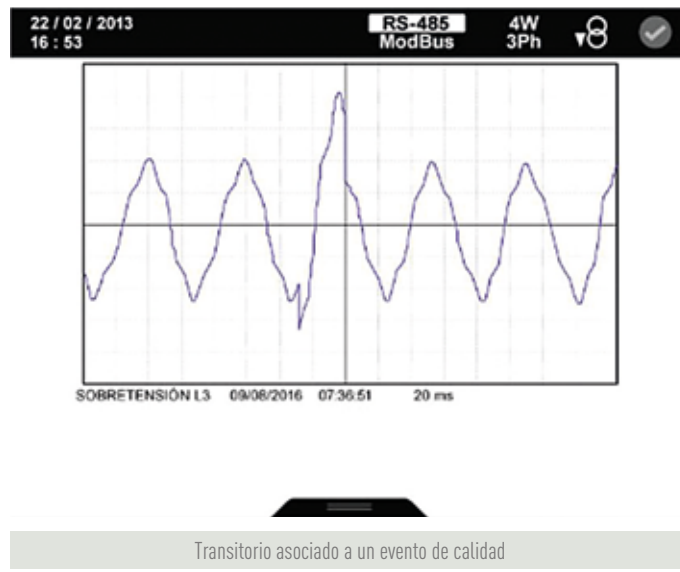 22 / 02 / 2013
16 : 53
RS-485
ModBus
4W
3Ph
SOBRETENSIÓN L3 09/08/2016 07:36:51 20 ms
Transitorio asociado a un evento de calidad